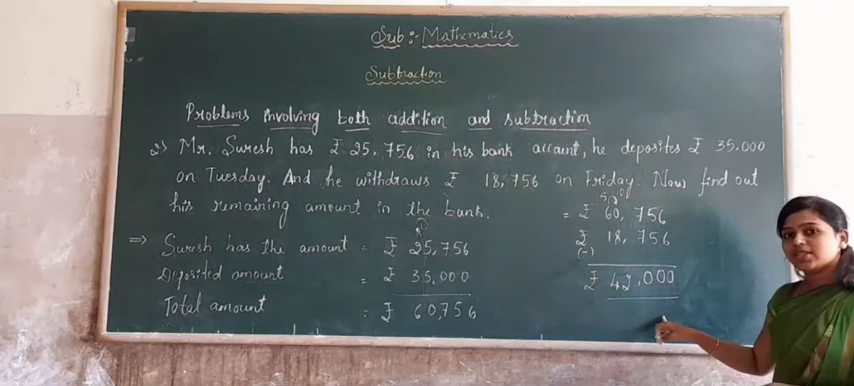 Sub :- Mathematics
Subtraction
Problems involving both addition and subtraction
2) Mr. Suresh has ₹ 25,756 in his bank account, he deposites ₹ 35,000
on Tuesday. And he withdraws ₹ 18,756 on Friday. Now find out
his remaining amount in the bank.
⇒ Suresh has the amount = ₹ 25,756
Deposited amount = ₹ 35,000
Total amount = ₹ 60,756
5 10
= ₹ 60,756
₹ 18,756
(-)
₹ 42,000